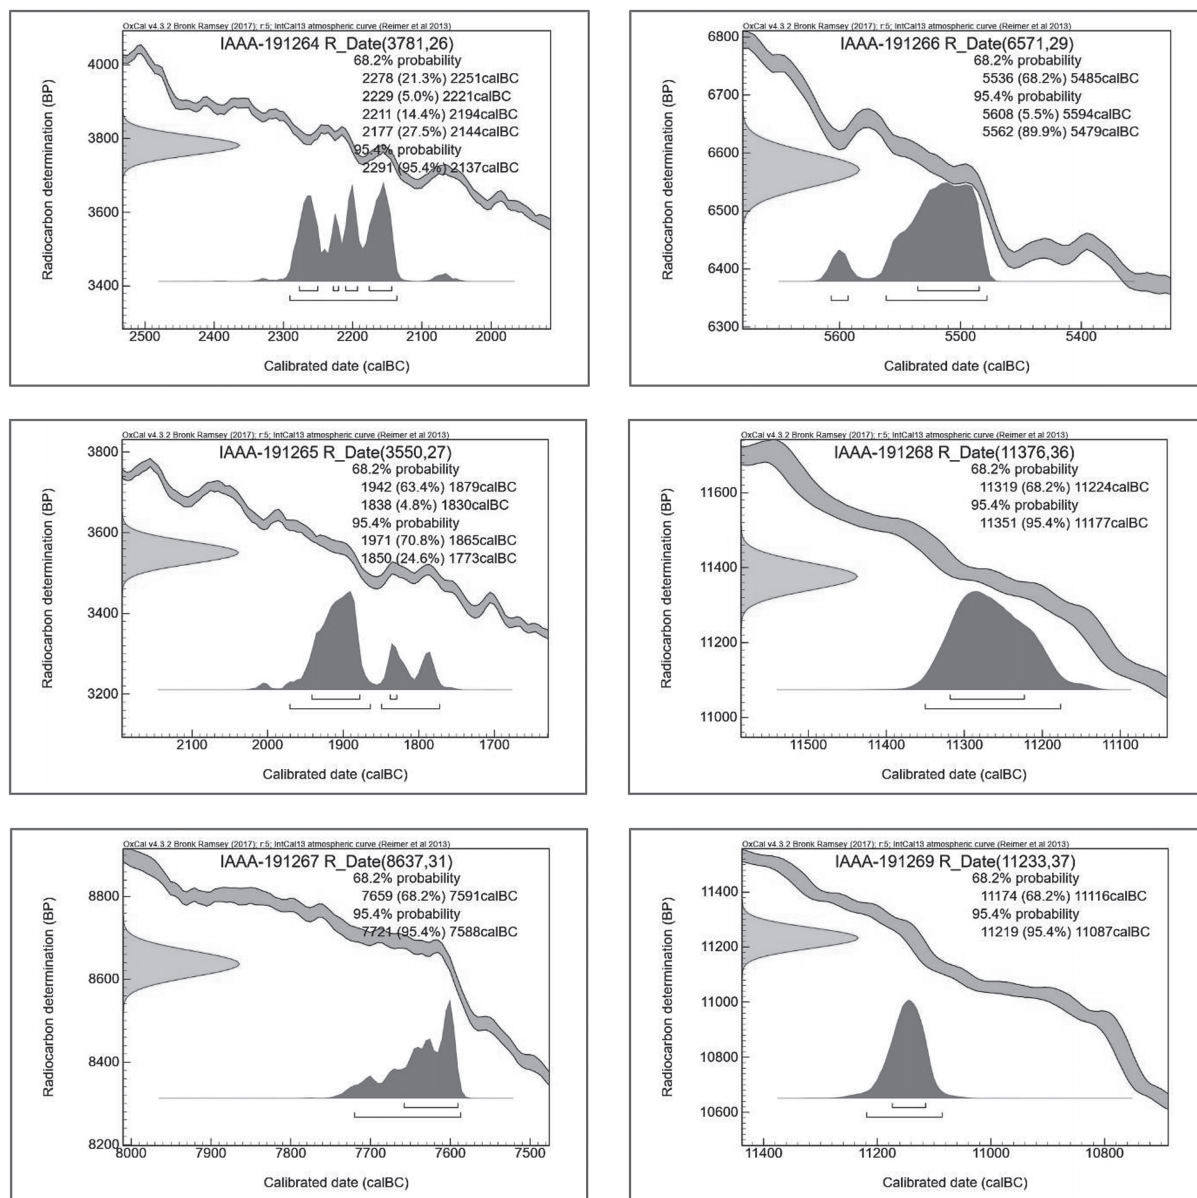 OxCal v4.3.2 Bronk Ramsey (2017); r:5; IntCal13 atmospheric curve (Reimer et al 2013)
IAAA-191264 R_Date(3781,26)
68.2% probability
2278 (21.3%) 2251calBC
2229 (5.0%) 2221calBC
2211 (14.4%) 2194calBC
2177 (27.5%) 2144calBC
95.4% probability
2291 (95.4%) 2137calBC
Radiocarbon determination (BP)
4000
3800
3600
3400
2500 2400 2300 2200 2100 2000
Calibrated date (calBC)
OxCal v4.3.2 Bronk Ramsey (2017); r:5; IntCal13 atmospheric curve (Reimer et al 2013)
IAAA-191266 R_Date(6571,29)
68.2% probability
5536 (68.2%) 5485calBC
95.4% probability
5608 (5.5%) 5594calBC
5562 (89.9%) 5479calBC
Radiocarbon determination (BP)
6800
6700
6600
6500
6400
6300
5600 5500 5400
Calibrated date (calBC)
OxCal v4.3.2 Bronk Ramsey (2017); r:5; IntCal13 atmospheric curve (Reimer et al 2013)
IAAA-191265 R_Date(3550,27)
68.2% probability
1942 (63.4%) 1879calBC
1838 (4.8%) 1830calBC
95.4% probability
1971 (70.8%) 1865calBC
1850 (24.6%) 1773calBC
Radiocarbon determination (BP)
3800
3600
3400
3200
2100 2000 1900 1800 1700
Calibrated date (calBC)
OxCal v4.3.2 Bronk Ramsey (2017); r:5; IntCal13 atmospheric curve (Reimer et al 2013)
IAAA-191268 R_Date(11376,36)
68.2% probability
11319 (68.2%) 11224calBC
95.4% probability
11351 (95.4%) 11177calBC
Radiocarbon determination (BP)
11600
11400
11200
11000
11500 11400 11300 11200 11100
Calibrated date (calBC)
OxCal v4.3.2 Bronk Ramsey (2017); r:5; IntCal13 atmospheric curve (Reimer et al 2013)
IAAA-191267 R_Date(8637,31)
68.2% probability
7659 (68.2%) 7591calBC
95.4% probability
7721 (95.4%) 7588calBC
Radiocarbon determination (BP)
8800
8600
8400
8200
8000 7900 7800 7700 7600 7500
Calibrated date (calBC)
OxCal v4.3.2 Bronk Ramsey (2017); r:5; IntCal13 atmospheric curve (Reimer et al 2013)
IAAA-191269 R_Date(11233,37)
68.2% probability
11174 (68.2%) 11116calBC
95.4% probability
11219 (95.4%) 11087calBC
Radiocarbon determination (BP)
11400
11200
11000
10800
10600
11400 11200 11000 10800
Calibrated date (calBC)